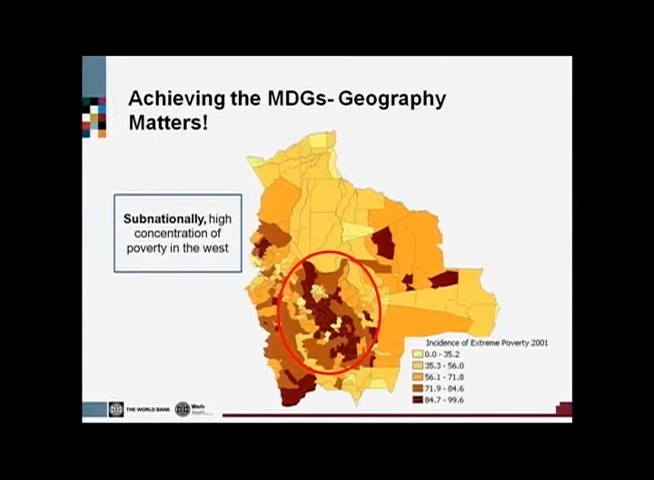 Achieving the MDGs- Geography
Matters!
Subnationally, high
concentration of
poverty in the west
Incidence of Extreme Poverty 2001
0.0 - 35.2
35.3 - 56.0
56.1 - 71.8
71.9 - 84.6
84.7 - 99.6
THE WORLD BANK